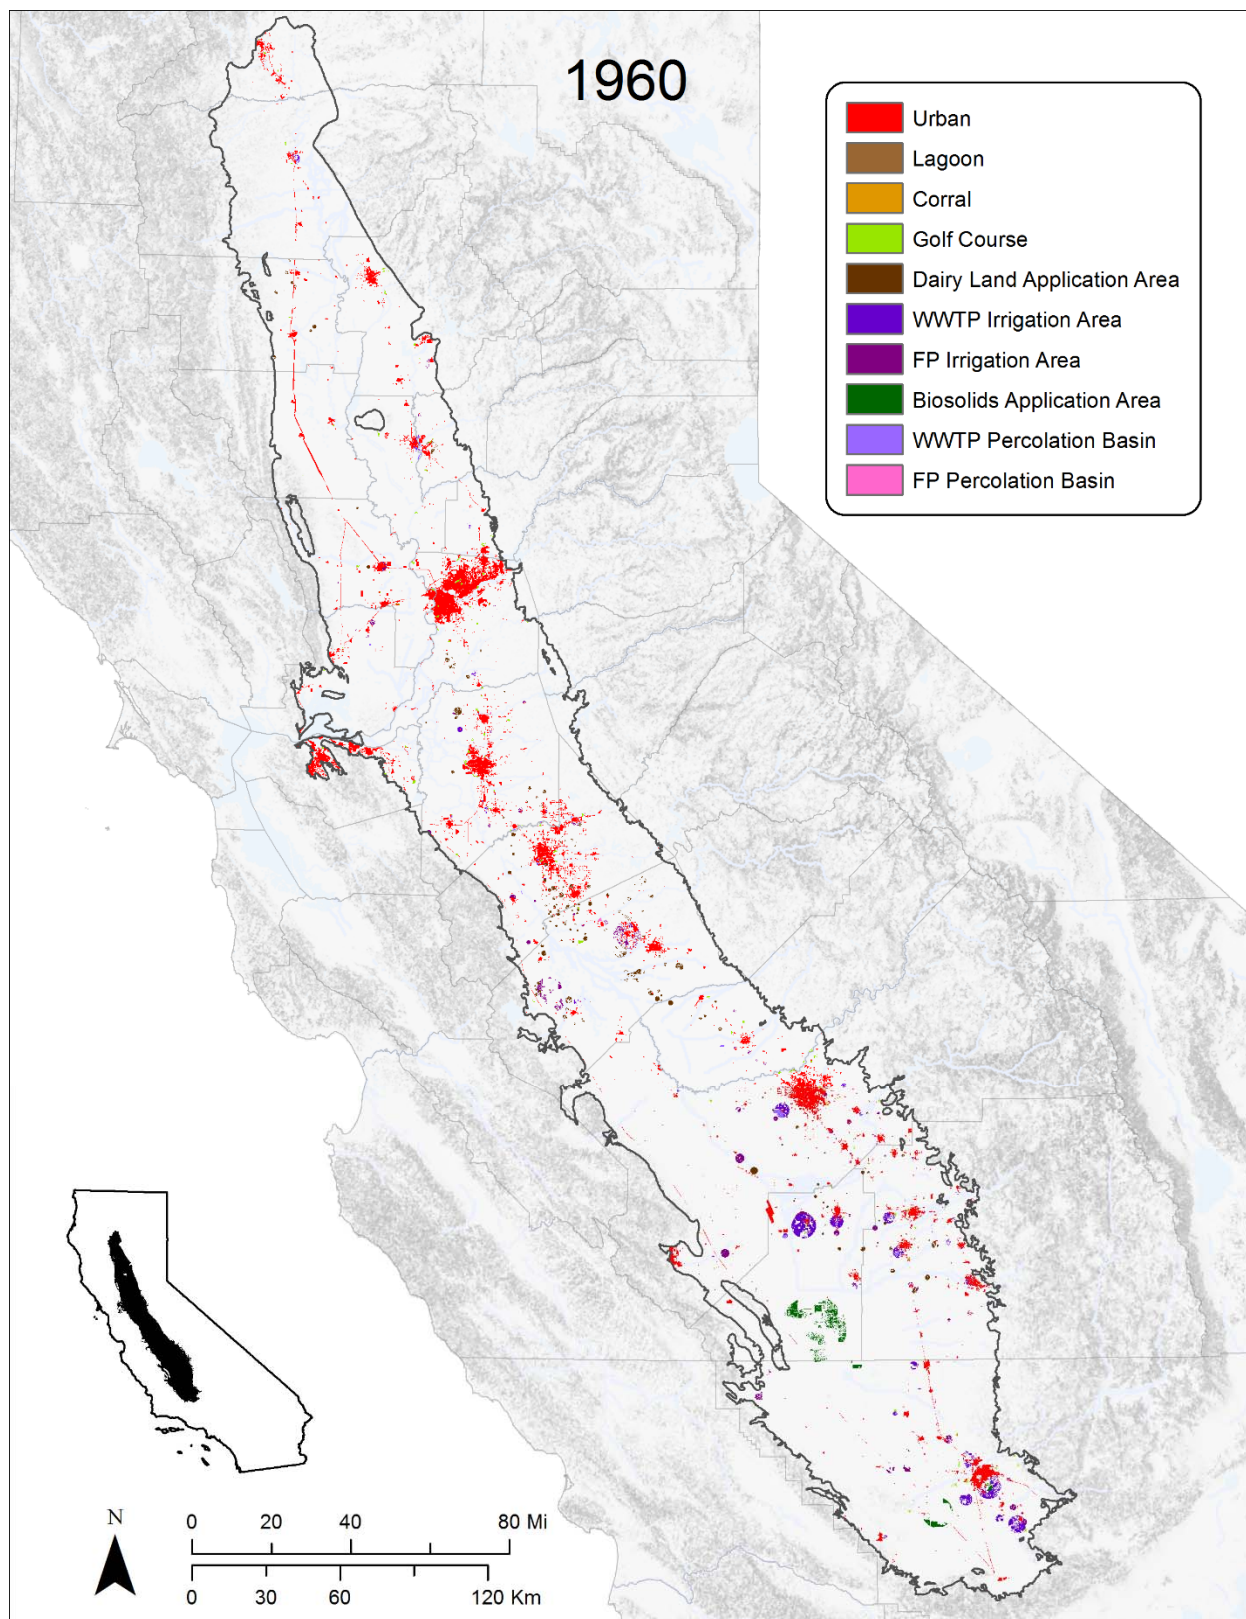 1960
Urban
Lagoon
Corral
Golf Course
Dairy Land Application Area
WWTP Irrigation Area
FP Irrigation Area
Biosolids Application Area
WWTP Percolation Basin
FP Percolation Basin
N
0 20 40 80 Mi
0 30 60 120 Km